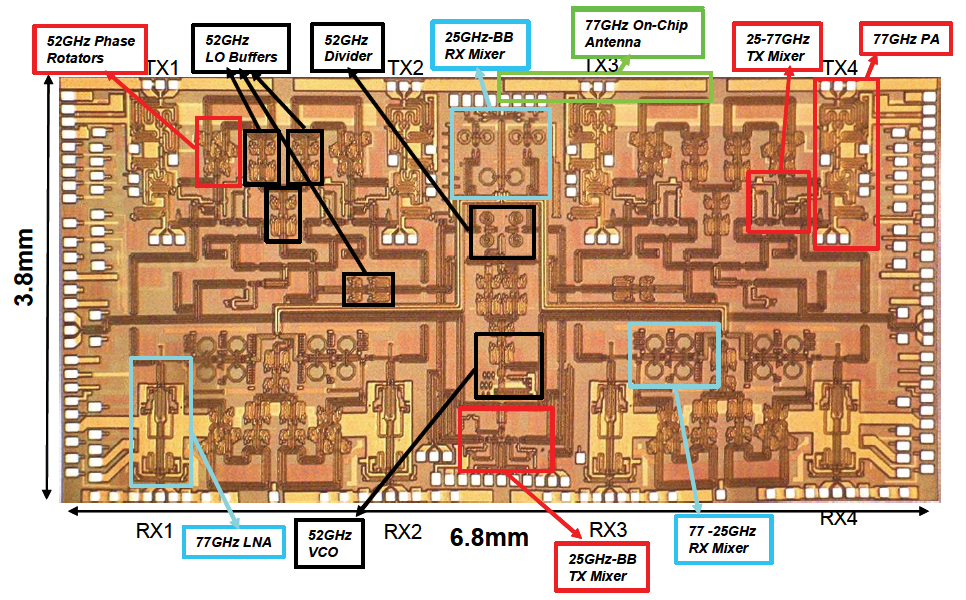 52GHz Phase
Rotators
52GHz
LO Buffers
52GHz
Divider
25GHz-BB
RX Mixer
77GHz On-Chip
Antenna
25-77GHz
TX Mixer
77GHz PA
TX1
TX2
TX3
TX4
3.8mm
RX1
RX2
6.8mm
RX3
RX4
77GHz LNA
52GHz
VCO
25GHz-BB
TX Mixer
77 -25GHz
RX Mixer